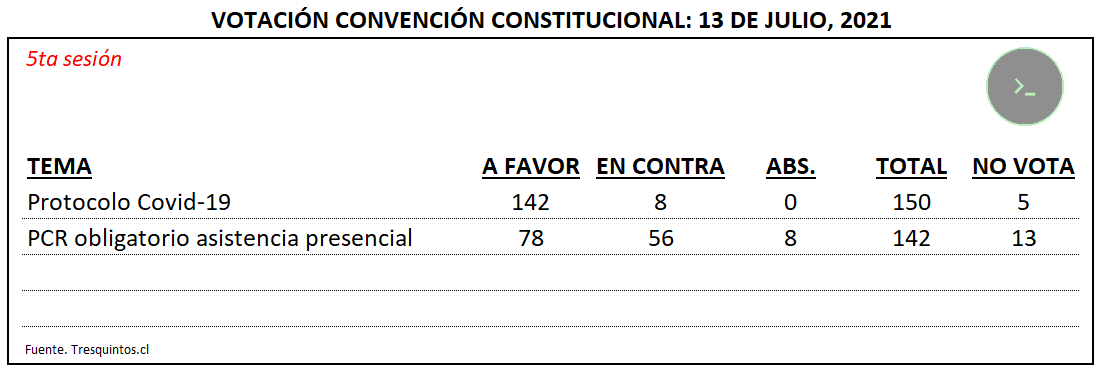 VOTACIÓN CONVENCIÓN CONSTITUCIONAL: 13 DE JULIO, 2021
5ta sesión
>_
TEMA A FAVOR EN CONTRA ABS. TOTAL NO VOTA
Protocolo Covid-19 142 8 0 150 5
PCR obligatorio asistencia presencial 78 56 8 142 13
Fuente. Tresquintos.cl